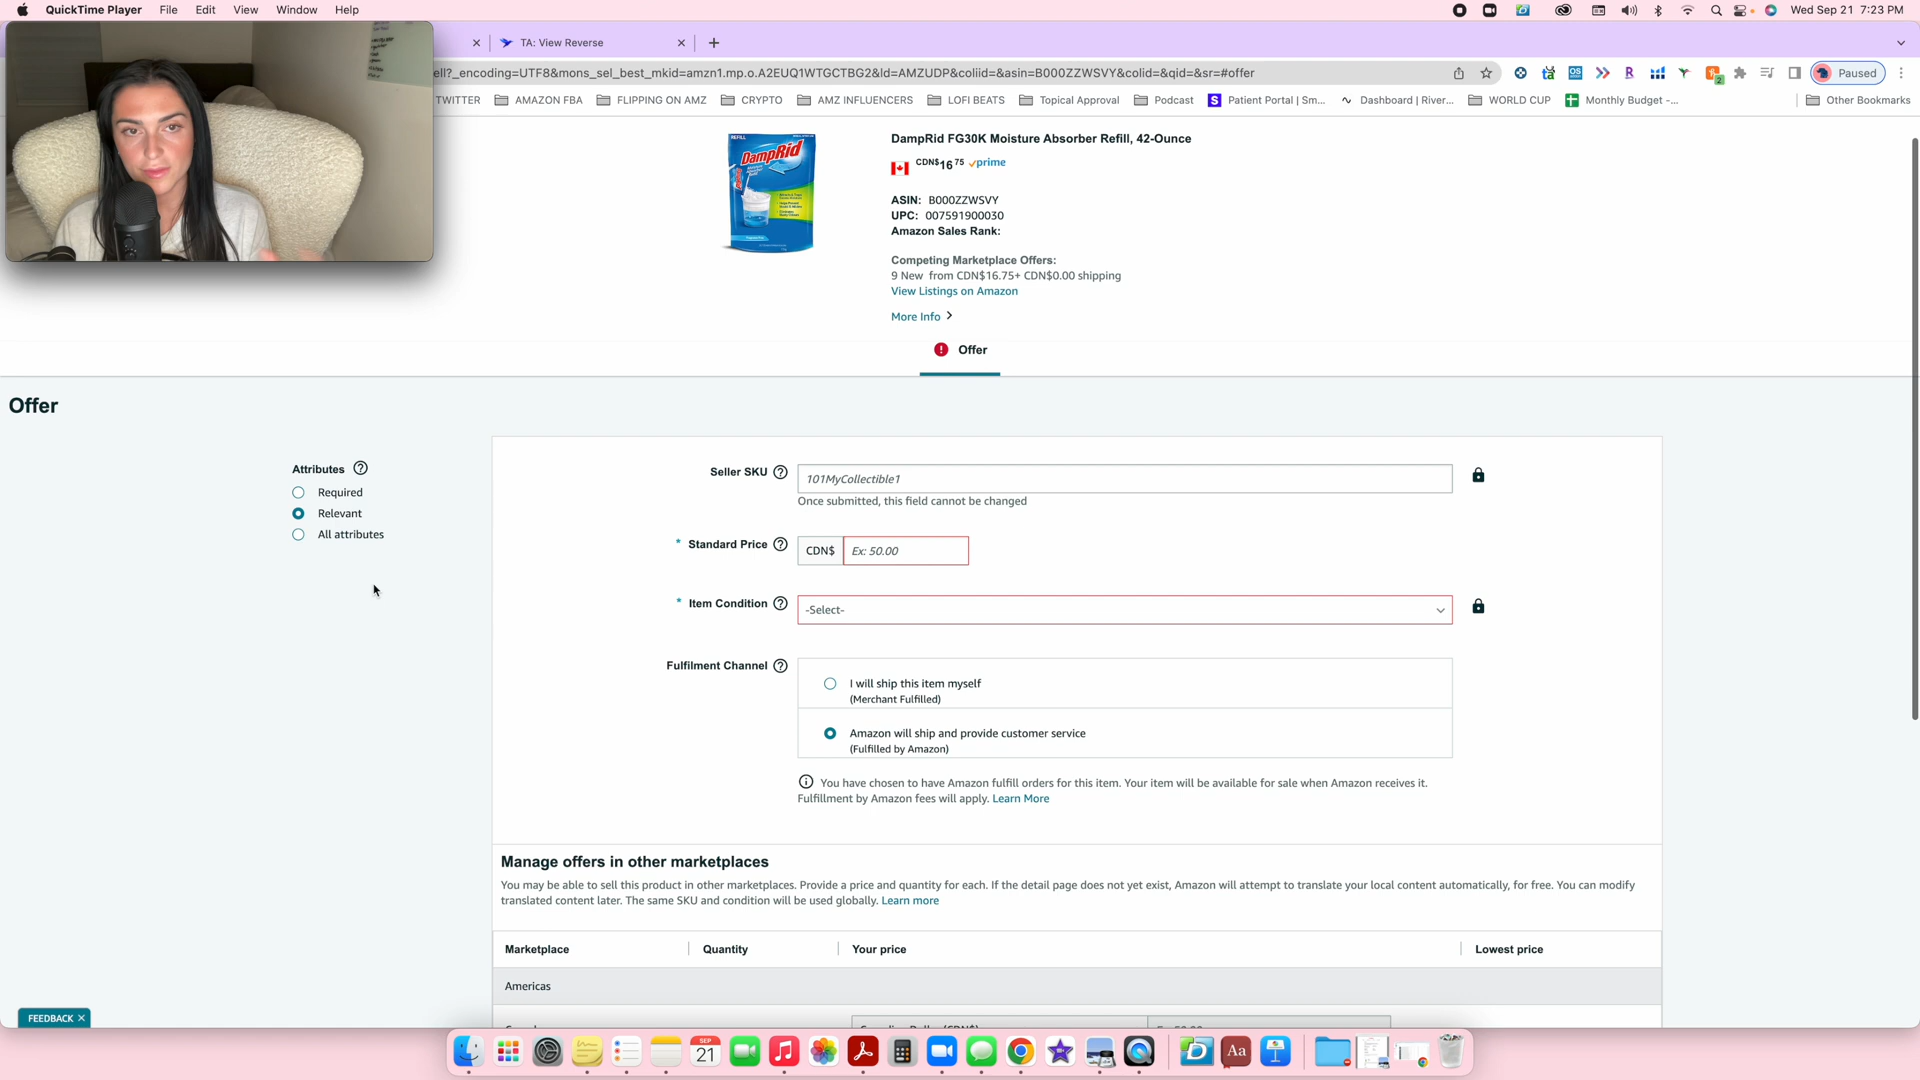 QuickTime Player File Edit View Window Help
Wed Sep 21 7:23 PM
TA: View Reverse
ell?_encoding=UTF8&mons_sel_best_mkid=amzn1.mp.o.A2EUQ1WTGCTBG2&ld=AMZUDP&coliid=&asin=B000ZZWSVY&colid=&qid=&sr=#offer
Paused
TWITTER AMAZON FBA FLIPPING ON AMZ CRYPTO AMZ INFLUENCERS LOFI BEATS Topical Approval Podcast Patient Portal | Sm... Dashboard | River... WORLD CUP Monthly Budget -... Other Bookmarks
REFILL
DampRid
DampRid FG30K Moisture Absorber Refill, 42-Ounce
CDN$16 75 prime
ASIN: B000ZZWSVY
UPC: 007591900030
Amazon Sales Rank:
Competing Marketplace Offers:
9 New from CDN$16.75+ CDN$0.00 shipping
View Listings on Amazon
More Info
Offer
Offer
Attributes
Required
Relevant
All attributes
Seller SKU
101MyCollectible1
Once submitted, this field cannot be changed
* Standard Price
CDN$ Ex: 50.00
* Item Condition
-Select-
Fulfilment Channel
I will ship this item myself
(Merchant Fulfilled)
Amazon will ship and provide customer service
(Fulfilled by Amazon)
You have chosen to have Amazon fulfill orders for this item. Your item will be available for sale when Amazon receives it.
Fulfillment by Amazon fees will apply. Learn More
Manage offers in other marketplaces
You may be able to sell this product in other marketplaces. Provide a price and quantity for each. If the detail page does not yet exist, Amazon will attempt to translate your local content automatically, for free. You can modify
translated content later. The same SKU and condition will be used globally. Learn more
Marketplace Quantity Your price Lowest price
Americas
FEEDBACK
SEP
21
Aa